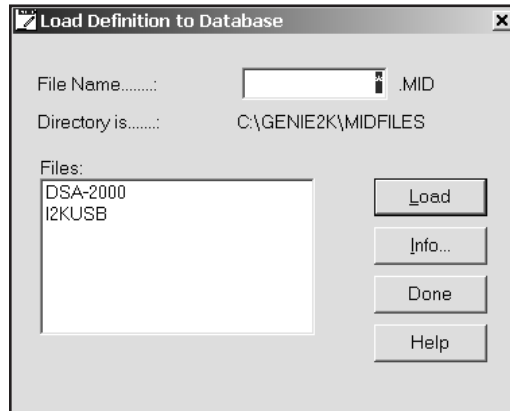 Load Definition to Database
File Name.......: * .MID
Directory is......: C:\GENIE2K\MIDFILES
Files:
DSA-2000
I2KUSB
Load
Info...
Done
Help